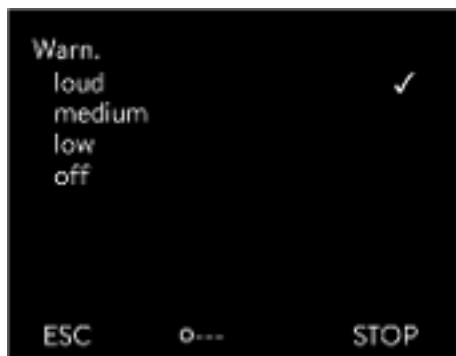 Warn.
loud ✓
medium
low
off
ESC o--- STOP